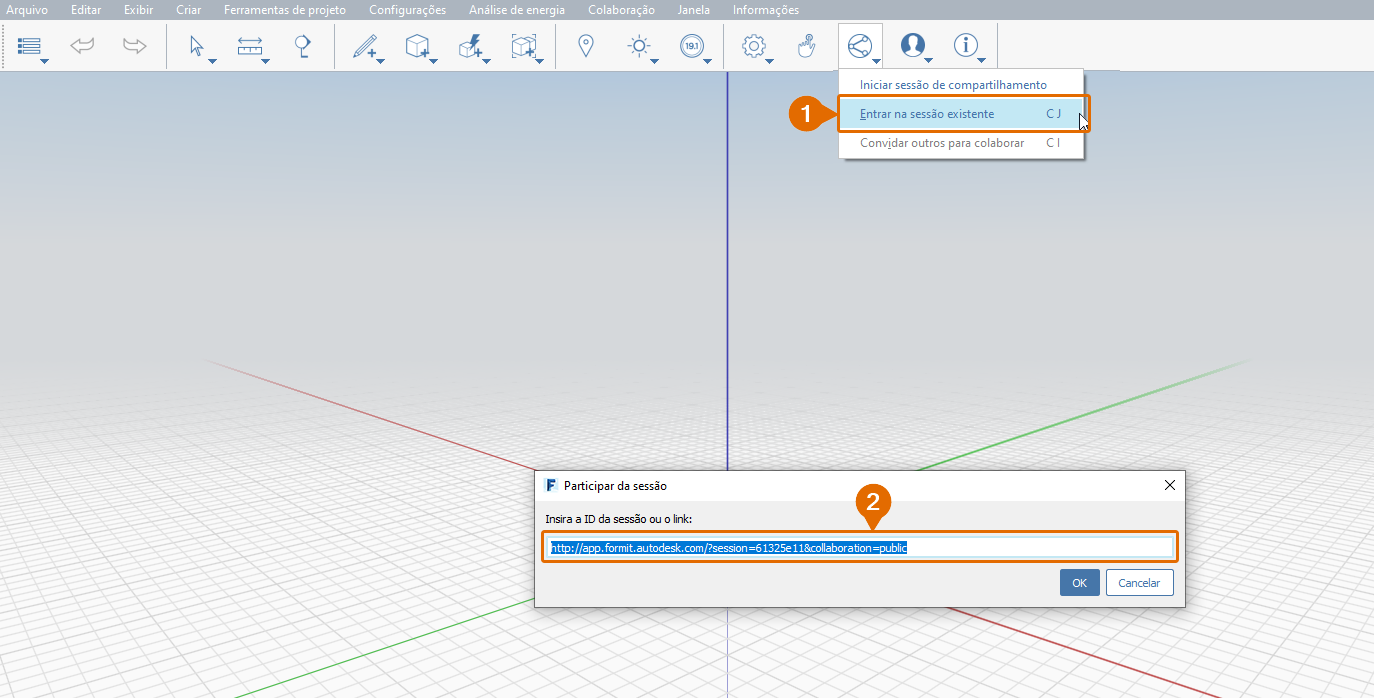 Arquivo Editar Exibir Criar Ferramentas de projeto Configurações Análise de energia Colaboração Janela Informações
19.1
Iniciar sessão de compartilhamento
1
Entrar na sessão existente C J
Convidar outros para colaborar C I
F Participar da sessão
2
Insira a ID da sessão ou o link:
http://app.formit.autodesk.com/?session=61325e11&collaboration=public
OK Cancelar